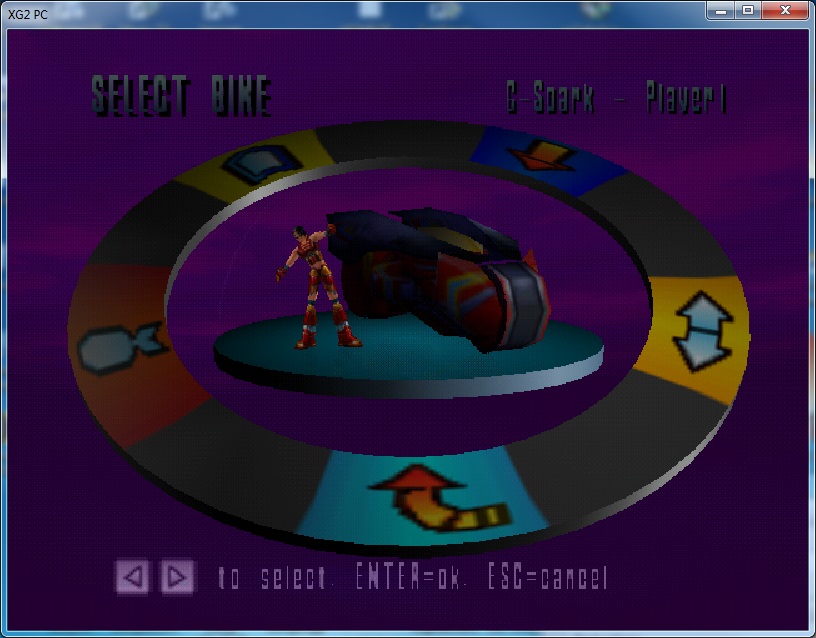 XG2 PC
SELECT BIKE
G-Spark - Player1
to select. ENTER=ok. ESC=cancel